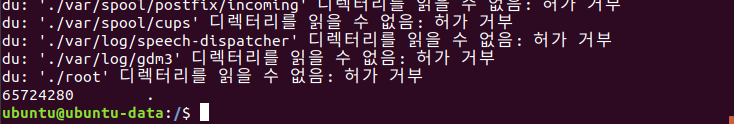 du: './var/spool/postfix/incoming' 디렉터리를 읽을 수 없음: 허가 거부
du: './var/spool/cups' 디렉터리를 읽을 수 없음: 허가 거부
du: './var/log/speech-dispatcher' 디렉터리를 읽을 수 없음: 허가 거부
du: './var/log/gdm3' 디렉터리를 읽을 수 없음: 허가 거부
du: './root' 디렉터리를 읽을 수 없음: 허가 거부
65724280 .
ubuntu@ubuntu-data:/$